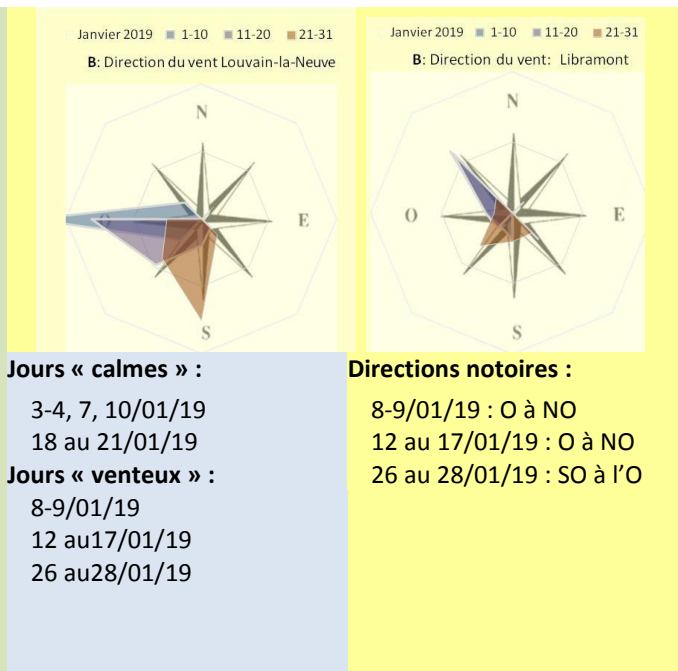 Janvier 2019 1-10 11-20 21-31
B: Direction du vent Louvain-la-Neuve
N
O E
S
Janvier 2019 1-10 11-20 21-31
B: Direction du vent: Libramont
N
O E
S
Jours « calmes » :
3-4, 7, 10/01/19
18 au 21/01/19
Jours « venteux » :
8-9/01/19
12 au17/01/19
26 au28/01/19
Directions notoires :
8-9/01/19 : O à NO
12 au 17/01/19 : O à NO
26 au 28/01/19 : SO à l’O